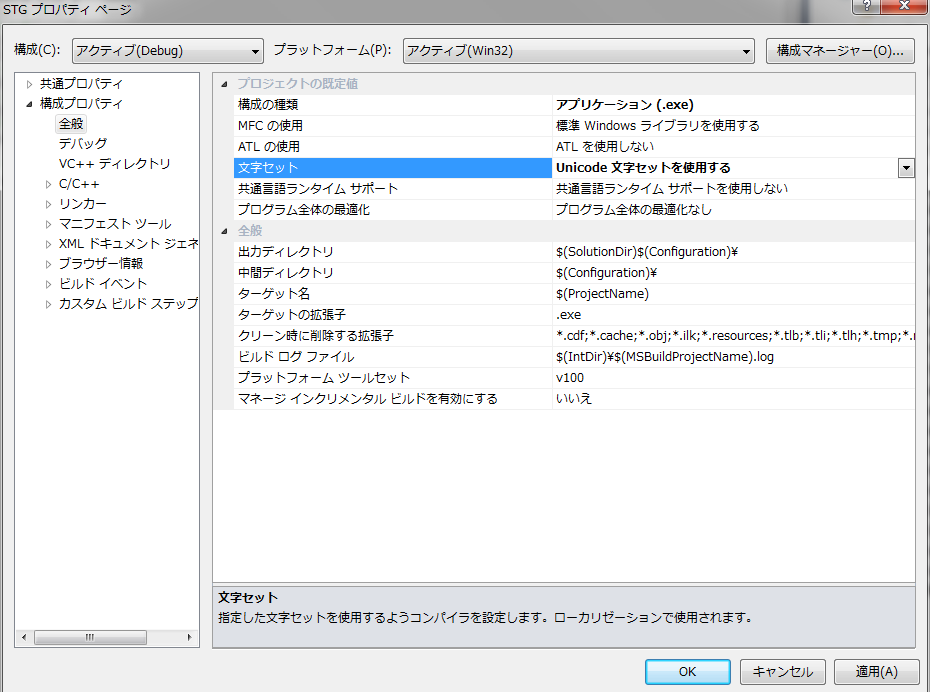 STG プロパティ ページ
構成(C): アクティブ(Debug) プラットフォーム(P): アクティブ(Win32) 構成マネージャー(O)...
共通プロパティ
構成プロパティ
全般
デバッグ
VC++ ディレクトリ
C/C++
リンカー
マニフェスト ツール
XML ドキュメント ジェネ
ブラウザー情報
ビルド イベント
カスタム ビルド ステップ
プロジェクトの既定値
構成の種類 アプリケーション (.exe)
MFC の使用 標準 Windows ライブラリを使用する
ATL の使用 ATL を使用しない
文字セット Unicode 文字セットを使用する
共通言語ランタイム サポート 共通言語ランタイム サポートを使用しない
プログラム全体の最適化 プログラム全体の最適化なし
全般
出力ディレクトリ $(SolutionDir)$(Configuration)¥
中間ディレクトリ $(Configuration)¥
ターゲット名 $(ProjectName)
ターゲットの拡張子 .exe
クリーン時に削除する拡張子 *.cdf;*.cache;*.obj;*.ilk;*.resources;*.tlb;*.tli;*.tlh;*.tmp;*.
ビルド ログ ファイル $(IntDir)¥$(MSBuildProjectName).log
プラットフォーム ツールセット v100
マネージ インクリメンタル ビルドを有効にする いいえ
文字セット
指定した文字セットを使用するようコンパイラを設定します。ローカリゼーションで使用されます。
OK キャンセル 適用(A)